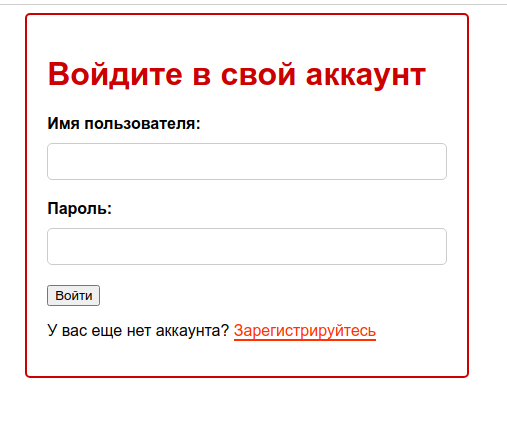 Войдите в свой аккаунт
Имя пользователя:
Пароль:
Войти
У вас еще нет аккаунта? Зарегистрируйтесь